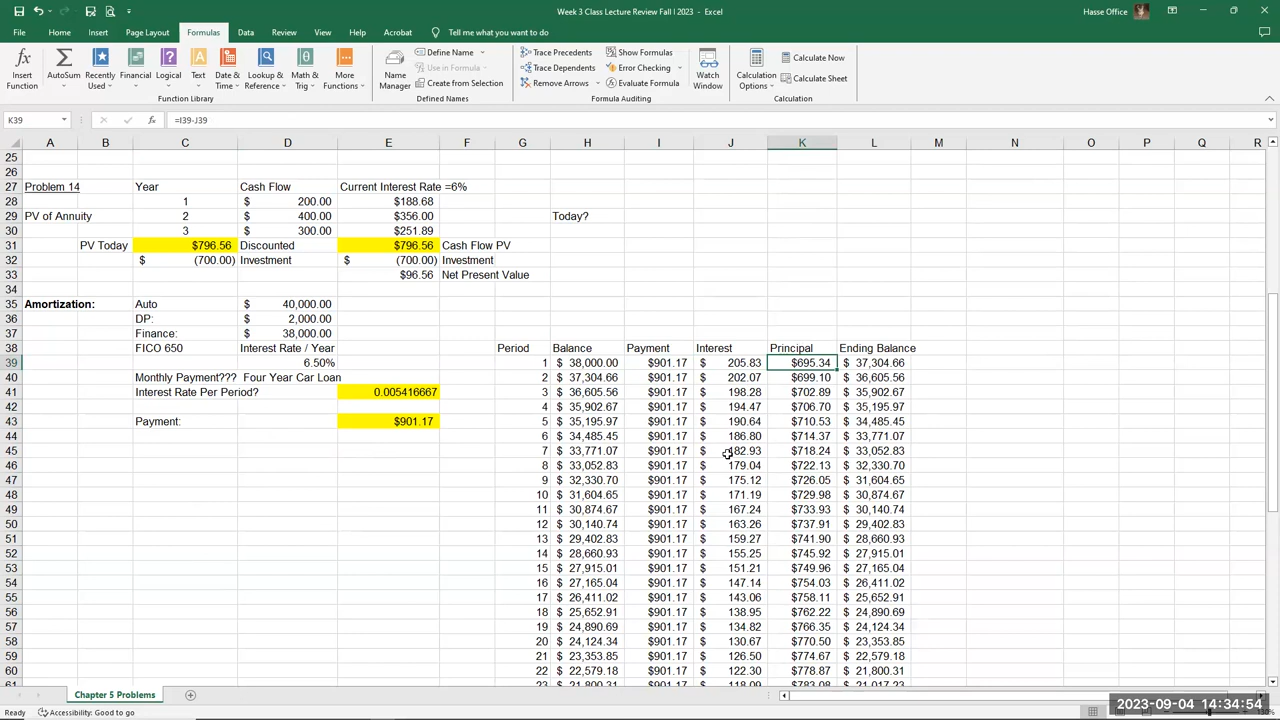 Week 3 Class Lecture Review Fall I 2023 - Excel
Hasse Office
File Home Insert Page Layout Formulas Data Review View Help Acrobat Tell me what you want to do
Insert Function
AutoSum
Recently Used
Financial
Logical
Text
Date & Time
Lookup & Reference
Math & Trig
More Functions
Function Library
Name Manager
Define Name
Use in Formula
Create from Selection
Defined Names
Trace Precedents
Trace Dependents
Remove Arrows
Show Formulas
Error Checking
Evaluate Formula
Formula Auditing
Watch Window
Calculation Options
Calculate Now
Calculate Sheet
Calculation
K39 fx =I39-J39
A B C D E F G H I J K L M N O P Q R
25
26
27 Problem 14 Year Cash Flow Current Interest Rate =6%
28 1 $ 200.00 $188.68
29 PV of Annuity 2 $ 400.00 $356.00 Today?
30 3 $ 300.00 $251.89
31 PV Today $796.56 Discounted $796.56 Cash Flow PV
32 $ (700.00) Investment $ (700.00) Investment
33 $96.56 Net Present Value
34
35 Amortization: Auto $ 40,000.00
36 DP: $ 2,000.00
37 Finance: $ 38,000.00
38 FICO 650 Interest Rate / Year Period Balance Payment Interest Principal Ending Balance
39 6.50% 1 $ 38,000.00 $901.17 $ 205.83 $695.34 $ 37,304.66
40 Monthly Payment??? Four Year Car Loan 2 $ 37,304.66 $901.17 $ 202.07 $699.10 $ 36,605.56
41 Interest Rate Per Period? 0.005416667 3 $ 36,605.56 $901.17 $ 198.28 $702.89 $ 35,902.67
42 4 $ 35,902.67 $901.17 $ 194.47 $706.70 $ 35,195.97
43 Payment: $901.17 5 $ 35,195.97 $901.17 $ 190.64 $710.53 $ 34,485.45
44 6 $ 34,485.45 $901.17 $ 186.80 $714.37 $ 33,771.07
45 7 $ 33,771.07 $901.17 $ 182.93 $718.24 $ 33,052.83
46 8 $ 33,052.83 $901.17 $ 179.04 $722.13 $ 32,330.70
47 9 $ 32,330.70 $901.17 $ 175.12 $726.05 $ 31,604.65
48 10 $ 31,604.65 $901.17 $ 171.19 $729.98 $ 30,874.67
49 11 $ 30,874.67 $901.17 $ 167.24 $733.93 $ 30,140.74
50 12 $ 30,140.74 $901.17 $ 163.26 $737.91 $ 29,402.83
51 13 $ 29,402.83 $901.17 $ 159.27 $741.90 $ 28,660.93
52 14 $ 28,660.93 $901.17 $ 155.25 $745.92 $ 27,915.01
53 15 $ 27,915.01 $901.17 $ 151.21 $749.96 $ 27,165.04
54 16 $ 27,165.04 $901.17 $ 147.14 $754.03 $ 26,411.02
55 17 $ 26,411.02 $901.17 $ 143.06 $758.11 $ 25,652.91
56 18 $ 25,652.91 $901.17 $ 138.95 $762.22 $ 24,890.69
57 19 $ 24,890.69 $901.17 $ 134.82 $766.35 $ 24,124.34
58 20 $ 24,124.34 $901.17 $ 130.67 $770.50 $ 23,353.85
59 21 $ 23,353.85 $901.17 $ 126.50 $774.67 $ 22,579.18
60 22 $ 22,579.18 $901.17 $ 122.30 $778.87 $ 21,800.31
61 23 $ 21,800.31 $901.17 $ 118.09 $783.08 $ 21,017.23
Chapter 5 Problems
Ready Accessibility: Good to go
2023-09-04 14:34:54